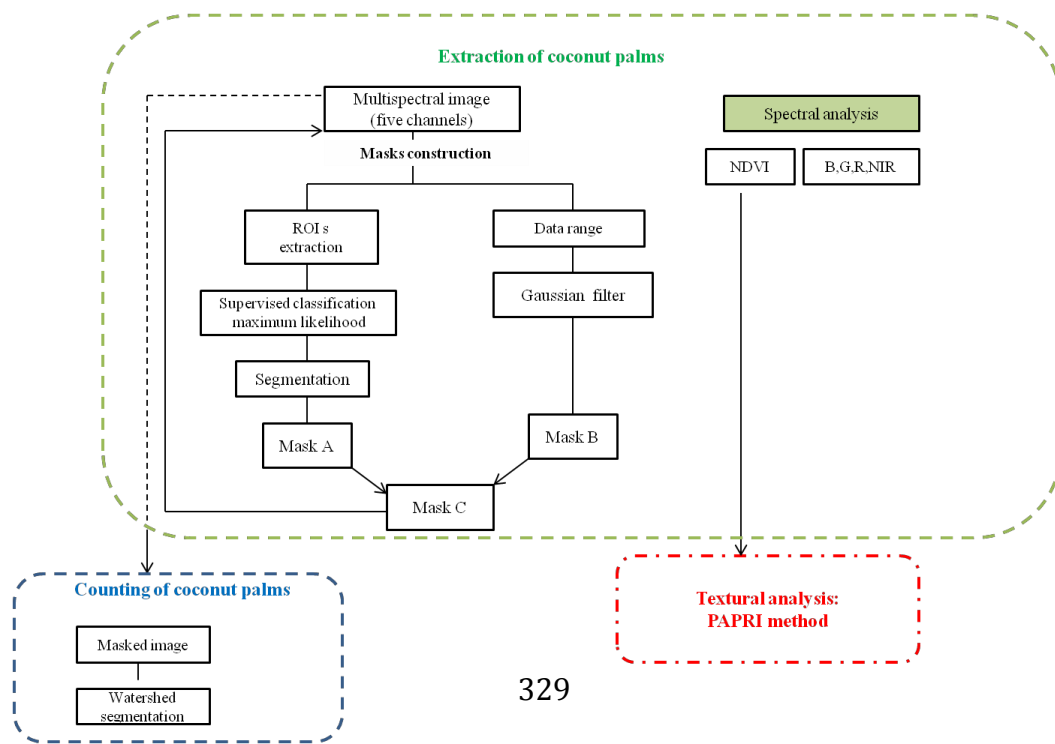 Extraction of coconut palms
Multispectral image
(five channels)
Masks construction
ROI s
extraction
Supervised classification
maximum likelihood
Segmentation
Mask A
Data range
Gaussian filter
Mask B
Mask C
Spectral analysis
NDVI
B,G,R,NIR
Counting of coconut palms
Masked image
Watershed
segmentation
Textural analysis:
PAPRI method
329